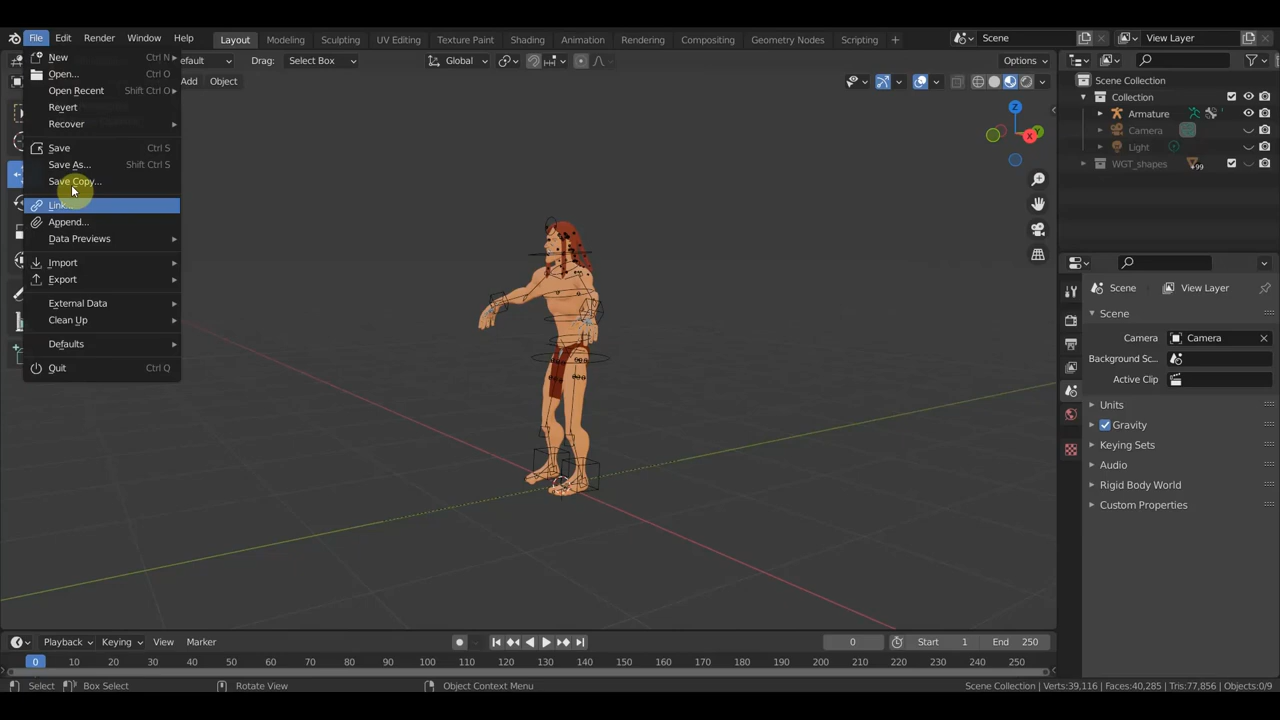 File Edit Render Window Help Layout Modeling Sculpting UV Editing Texture Paint Shading Animation Rendering Compositing Geometry Nodes Scripting + Scene View Layer
New Ctrl N
Open... Ctrl O
Open Recent Shift Ctrl O
Revert
Recover
Save Ctrl S
Save As... Shift Ctrl S
Save Copy...
Link...
Append...
Data Previews
Import
Export
External Data
Clean Up
Defaults
Quit Ctrl Q
efault Drag: Select Box Global Options
Add Object
Z
Y
X
Scene Collection
Collection
Armature
Camera
Light
WGT_shapes 99
Scene View Layer
Scene
Camera Camera
Background Sc...
Active Clip
Units
Gravity
Keying Sets
Audio
Rigid Body World
Custom Properties
Playback Keying View Marker 0 Start 1 End 250
0 10 20 30 40 50 60 70 80 90 100 110 120 130 140 150 160 170 180 190 200 210 220 230 240 250
Select Box Select Rotate View Object Context Menu Scene Collection | Verts:39,116 | Faces:40,285 | Tris:77,856 | Objects:0/9